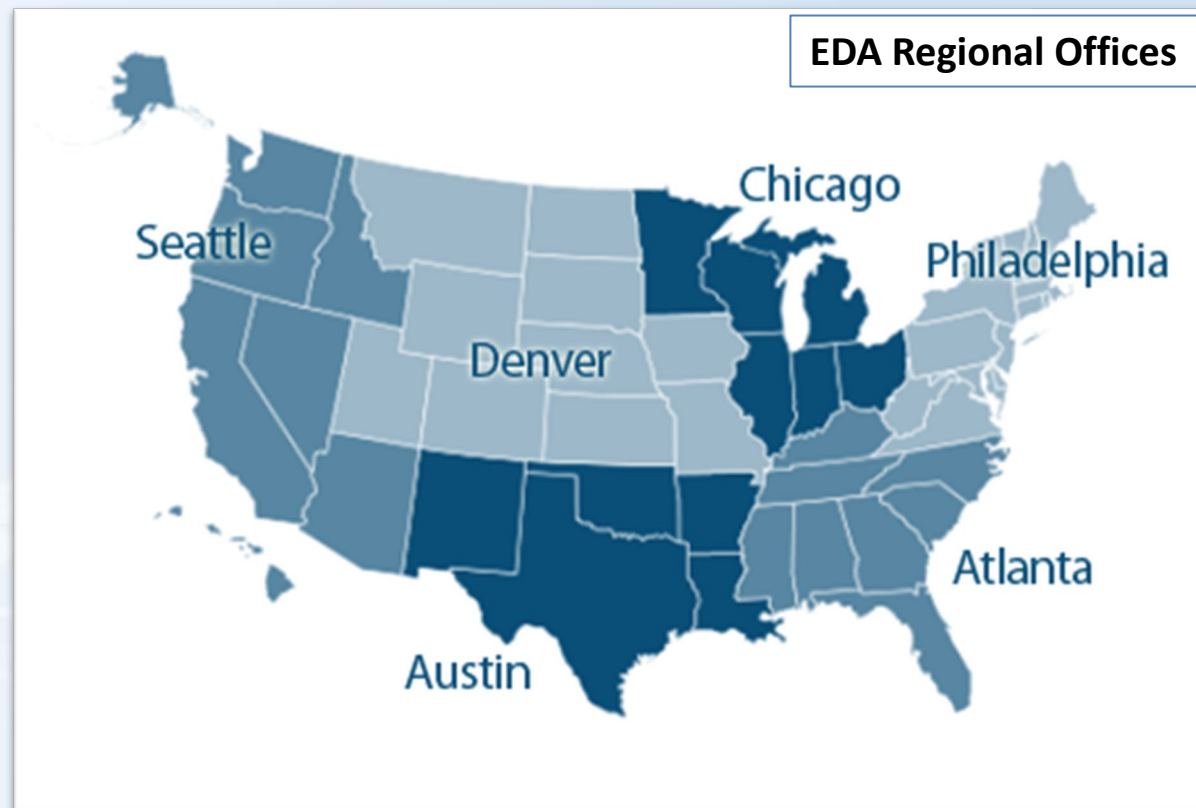 EDA Regional Offices
Chicago
Seattle
Philadelphia
Denver
Atlanta
Austin